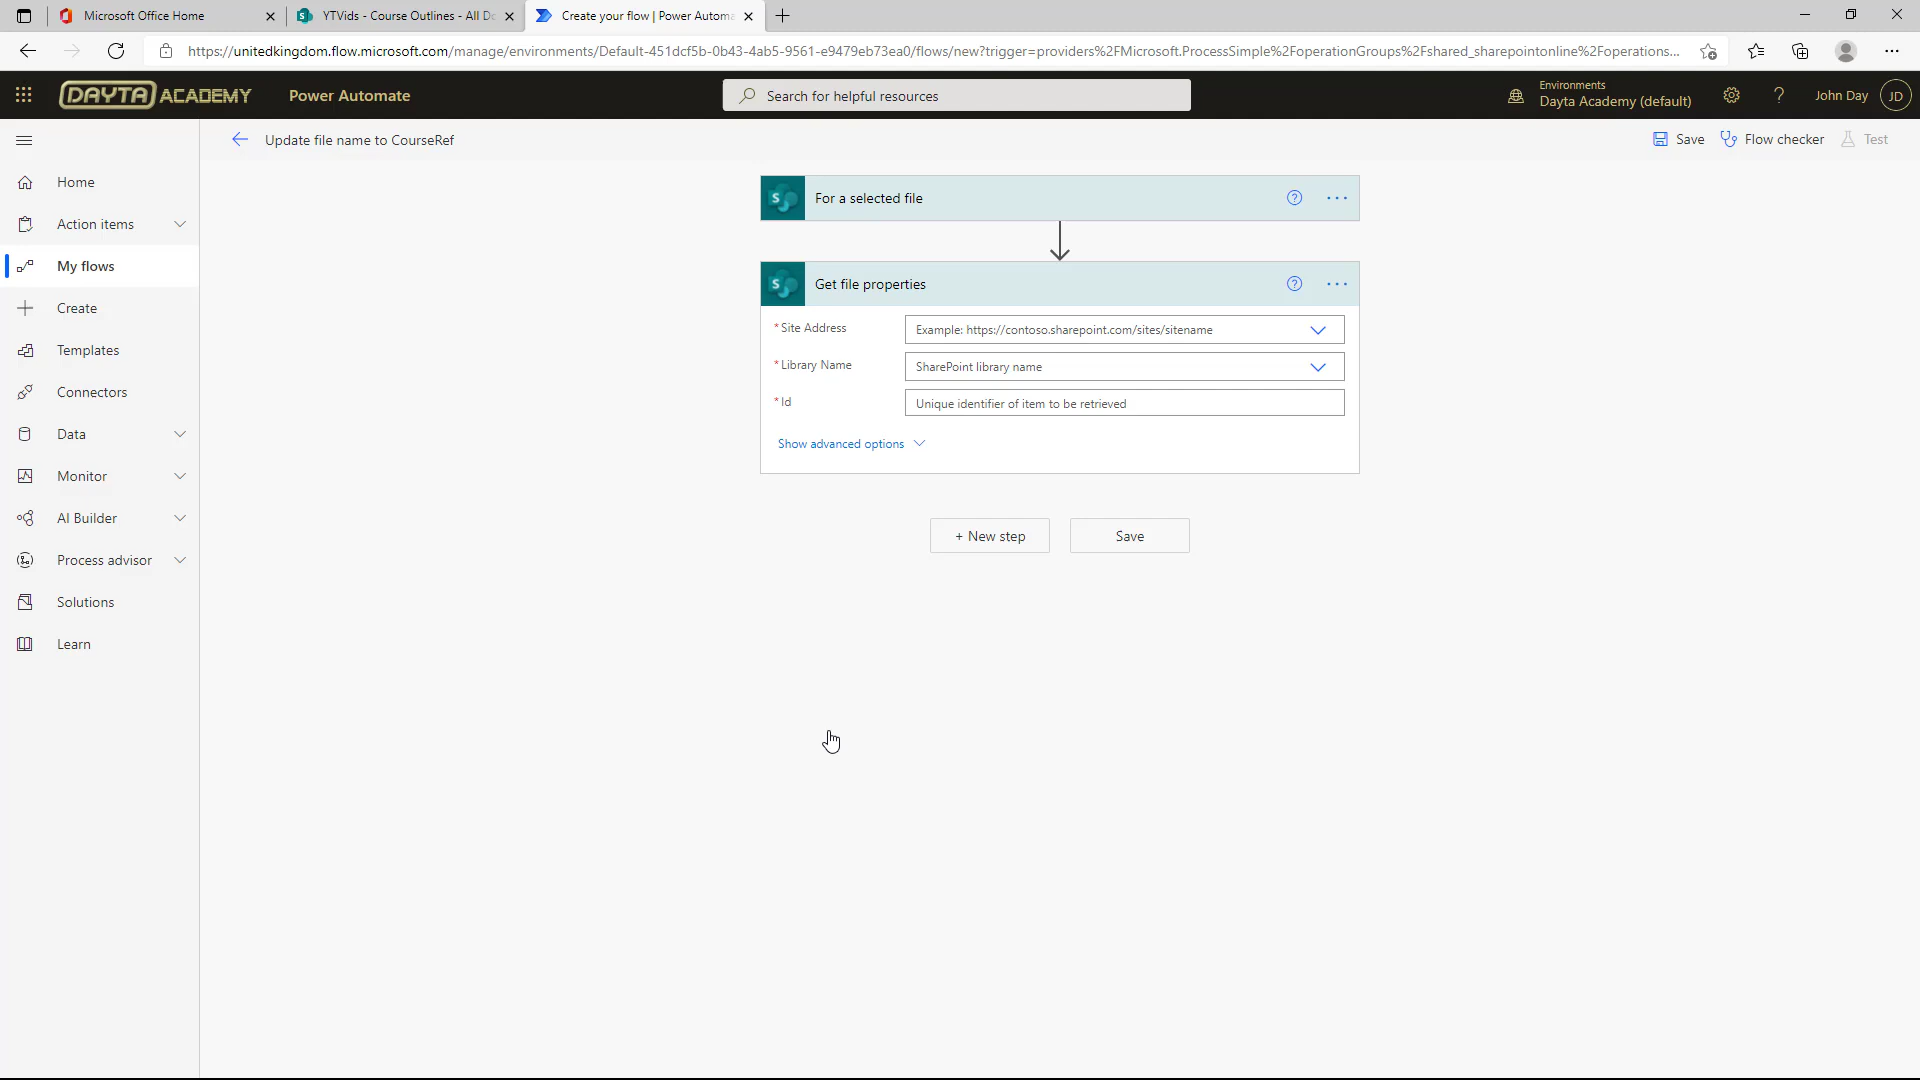 Microsoft Office Home
YTVids - Course Outlines - All Do
Create your flow | Power Automa
https://unitedkingdom.flow.microsoft.com/manage/environments/Default-451dcf5b-0b43-4ab5-9561-e9479eb73ea0/flows/new?trigger=providers%2FMicrosoft.ProcessSimple%2FoperationGroups%2Fshared_sharepointonline%2Foperations...
DAYTA ACADEMY
Power Automate
Search for helpful resources
Environments
Dayta Academy (default)
?
John Day
JD
Update file name to CourseRef
Save
Flow checker
Test
Home
Action items
My flows
Create
Templates
Connectors
Data
Monitor
AI Builder
Process advisor
Solutions
Learn
For a selected file
Get file properties
* Site Address
Example: https://contoso.sharepoint.com/sites/sitename
* Library Name
SharePoint library name
* Id
Unique identifier of item to be retrieved
Show advanced options
+ New step
Save